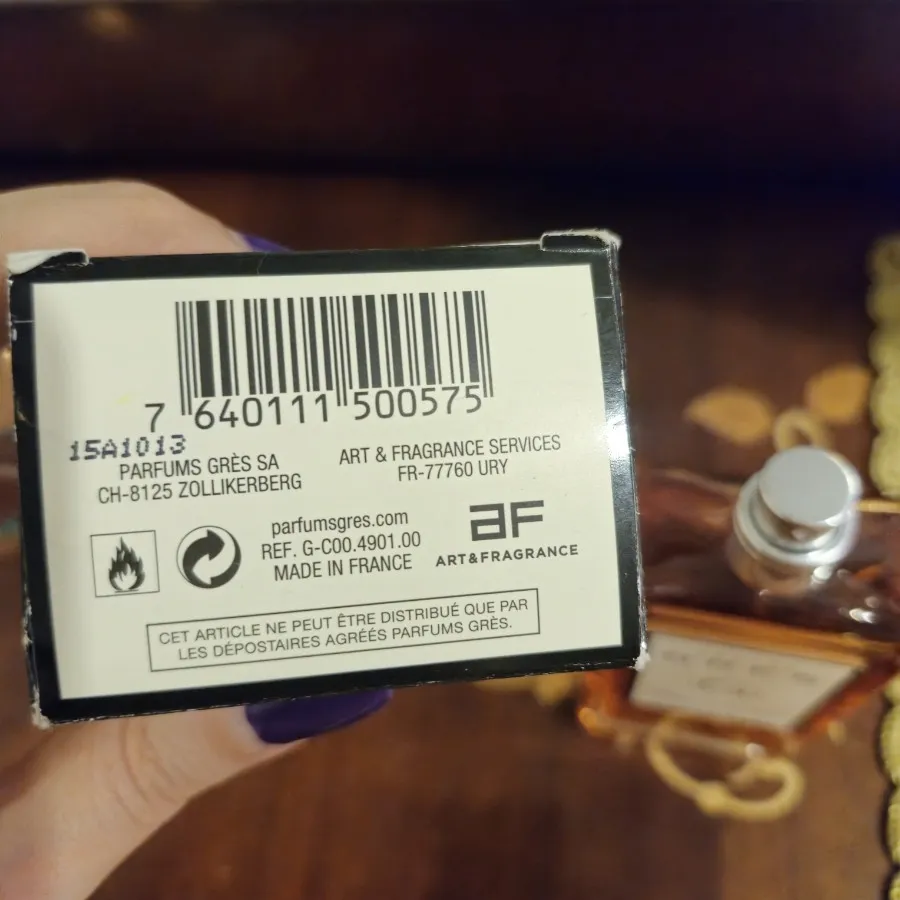 7 640111 500575
15A1013
PARFUMS GRÈS SA
CH-8125 ZOLLIKERBERG
ART & FRAGRANCE SERVICES
FR-77760 URY
parfumsgres.com
REF. G-C00.4901.00
MADE IN FRANCE
AF
ART&FRAGRANCE
CET ARTICLE NE PEUT ÊTRE DISTRIBUÉ QUE PAR
LES DÉPOSITAIRES AGRÉÉS PARFUMS GRÈS.